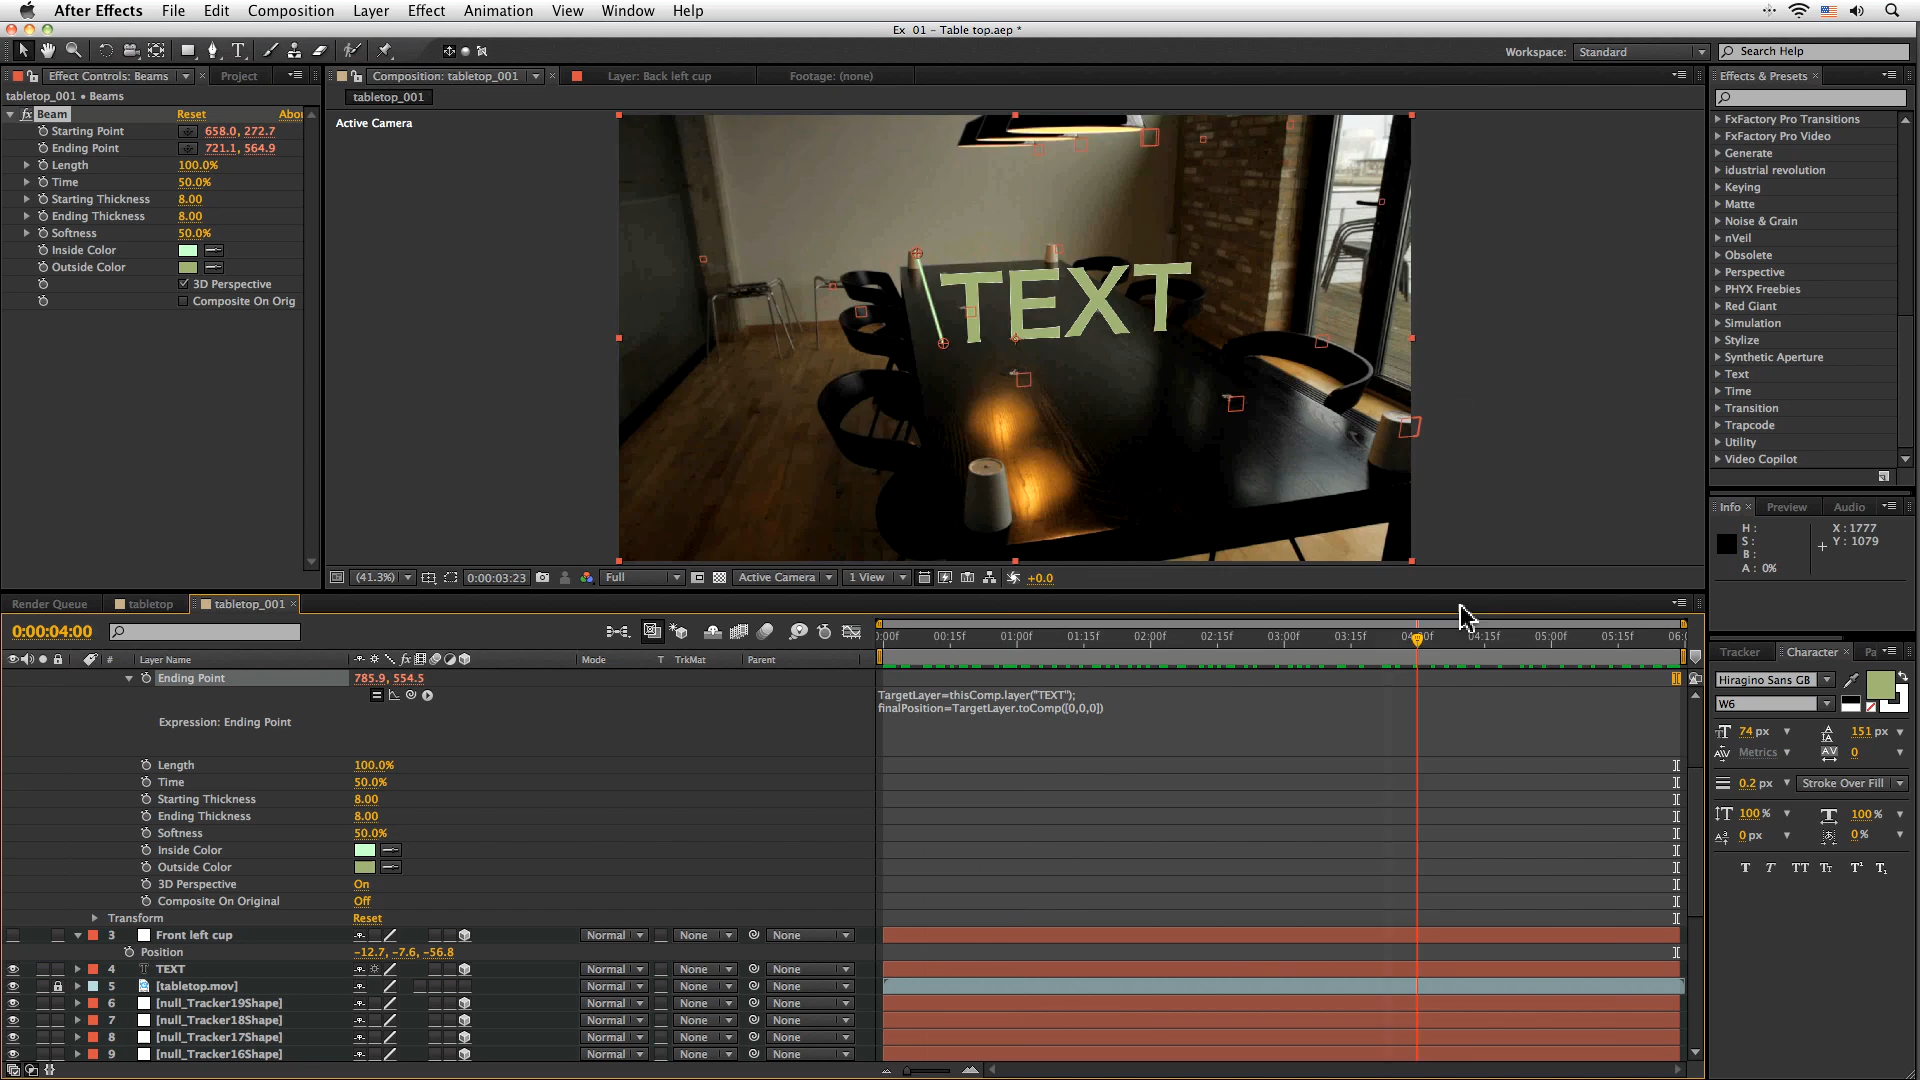 After Effects File Edit Composition Layer Effect Animation View Window Help
Ex 01 – Table top.aep *
Workspace: Standard Search Help
Effect Controls: Beams Project
Composition: tabletop_001 Layer: Back left cup Footage: (none)
Effects & Presets
tabletop_001 • Beams
tabletop_001
Active Camera
fx Beam Reset Abou
Starting Point 658.0, 272.7
Ending Point 721.1, 564.9
Length 100.0%
Time 50.0%
Starting Thickness 8.00
Ending Thickness 8.00
Softness 50.0%
Inside Color
Outside Color
3D Perspective
Composite On Orig
TEXT
FxFactory Pro Transitions
FxFactory Pro Video
Generate
idustrial revolution
Keying
Matte
Noise & Grain
nVeil
Obsolete
Perspective
PHYX Freebies
Red Giant
Simulation
Stylize
Synthetic Aperture
Text
Time
Transition
Trapcode
Utility
Video Copilot
Info Preview Audio
H :
S :
B :
A : 0%
X : 1777
Y : 1079
(41.3%) 0:00:03:23 Full Active Camera 1 View +0.0
Render Queue tabletop tabletop_001
0:00:04:00
:00f 00:15f 01:00f 01:15f 02:00f 02:15f 03:00f 03:15f 04:00f 04:15f 05:00f 05:15f 06:
# Layer Name fx Mode T TrkMat Parent
Ending Point 785.9, 554.5
TargetLayer=thisComp.layer("TEXT");
finalPosition=TargetLayer.toComp([0,0,0])
Expression: Ending Point
Length 100.0%
Time 50.0%
Starting Thickness 8.00
Ending Thickness 8.00
Softness 50.0%
Inside Color
Outside Color
3D Perspective On
Composite On Original Off
Transform Reset
3 Front left cup Normal None None
Position -12.7, -7.6, -56.8
4 T TEXT Normal None None
5 [tabletop.mov] Normal None None
6 [null_Tracker19Shape] Normal None None
7 [null_Tracker18Shape] Normal None None
8 [null_Tracker17Shape] Normal None None
9 [null_Tracker16Shape] Normal None None
Tracker Character Pa
Hiragino Sans GB
W6
74 px 151 px
Metrics 0
0.2 px Stroke Over Fill
100 % 100 %
0 px 0 %
T T TT Tt T¹ T₁